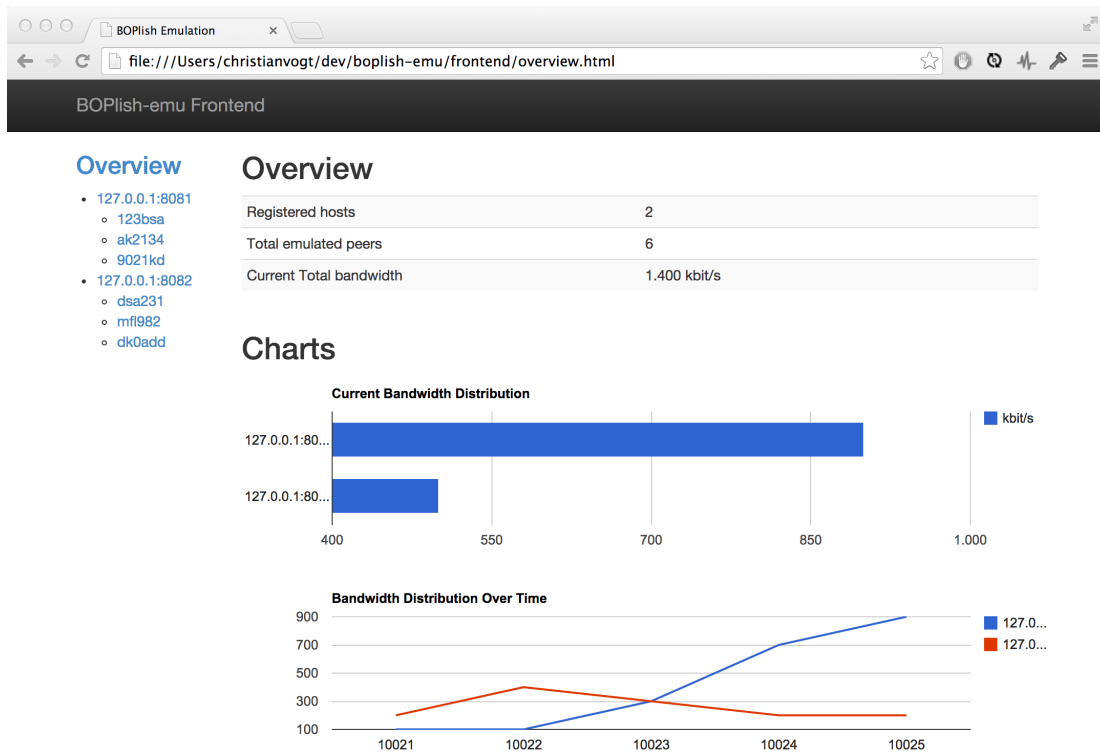 BOPlish Emulation
file:///Users/christianvogt/dev/boplish-emu/frontend/overview.html
BOPlish-emu Frontend
Overview
127.0.0.1:8081
123bsa
ak2134
9021kd
127.0.0.1:8082
dsa231
mfl982
dk0add
Overview
Registered hosts 2
Total emulated peers 6
Current Total bandwidth 1.400 kbit/s
Charts
Current Bandwidth Distribution
kbit/s
127.0.0.1:80...
127.0.0.1:80...
400 550 700 850 1.000
Bandwidth Distribution Over Time
900
700
500
300
100
127.0...
127.0...
10021 10022 10023 10024 10025